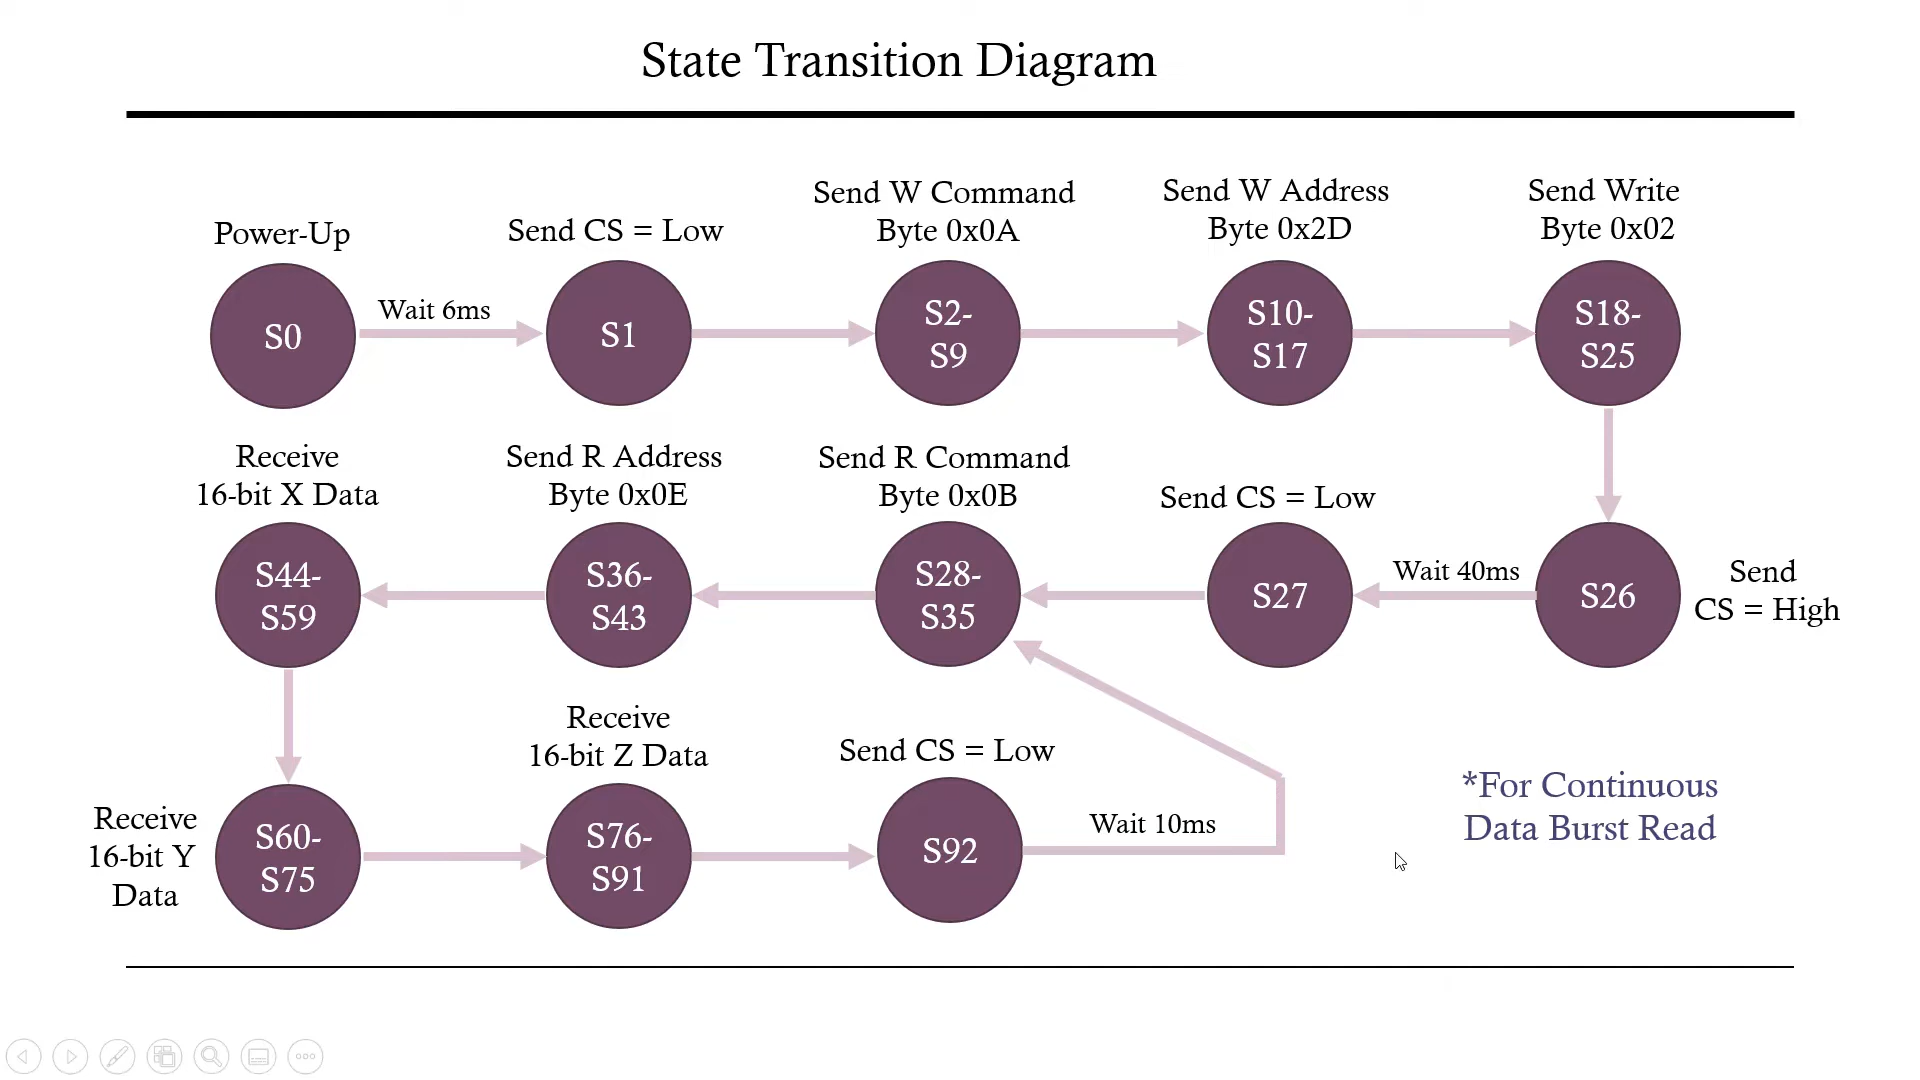 State Transition Diagram
Power-Up
Send CS = Low
Send W Command
Byte 0x0A
Send W Address
Byte 0x2D
Send Write
Byte 0x02
S0
Wait 6ms
S1
S2-
S9
S10-
S17
S18-
S25
Receive
16-bit X Data
Send R Address
Byte 0x0E
Send R Command
Byte 0x0B
Send CS = Low
S44-
S59
S36-
S43
S28-
S35
S27
Wait 40ms
S26
Send
CS = High
Receive
16-bit Y
Data
S60-
S75
Receive
16-bit Z Data
S76-
S91
Send CS = Low
S92
Wait 10ms
*For Continuous
Data Burst Read